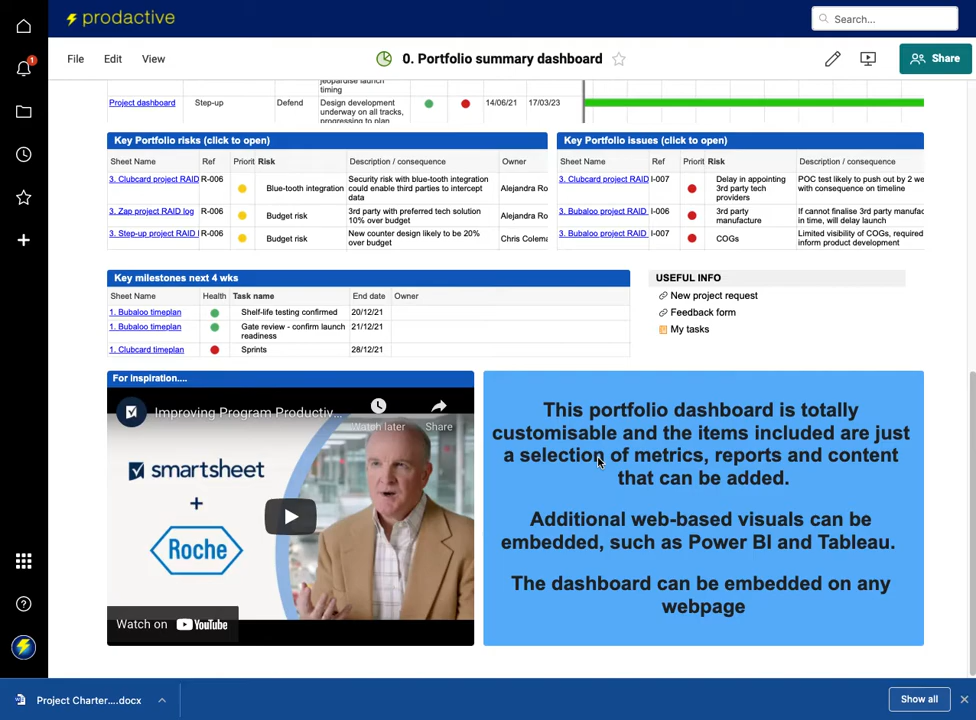 prodactive
Search...
File Edit View
0. Portfolio summary dashboard
Share
1
jeopardise launch
timing
Project dashboard Step-up Defend Design development 14/06/21 17/03/23
underway on all tracks,
progressing to plan
Key Portfolio risks (click to open)
Sheet Name Ref Priorit Risk Description / consequence Owner
3. Clubcard project RAID R-006 Blue-tooth integration Security risk with blue-tooth integration Alejandra Ro
could enable third parties to intercept
data
3. Zap project RAID log R-006 Budget risk 3rd party with preferred tech solution Alejandra Ro
10% over budget
3. Step-up project RAID R-006 Budget risk New counter design likely to be 20% Chris Colema
over budget
Key Portfolio issues (click to open)
Sheet Name Ref Priorit Risk Description / consequence
3. Clubcard project RAID I-007 Delay in appointing POC test likely to push out by 2 we
3rd party tech with consequence on timeline
providers
3. Bubaloo project RAID I-006 3rd party If cannot finalise 3rd party manufac
manufacture in time, will delay launch
3. Bubaloo project RAID I-007 COGs Limited visibility of COGs, required
inform product development
Key milestones next 4 wks
Sheet Name Health Task name End date Owner
1. Bubaloo timeplan Shelf-life testing confirmed 20/12/21
1. Bubaloo timeplan Gate review - confirm launch 21/12/21
readiness
1. Clubcard timeplan Sprints 28/12/21
USEFUL INFO
New project request
Feedback form
My tasks
For inspiration....
Improving Program Productiv...
Watch later Share
smartsheet
+
Roche
Watch on YouTube
This portfolio dashboard is totally
customisable and the items included are just
a selection of metrics, reports and content
that can be added.
Additional web-based visuals can be
embedded, such as Power BI and Tableau.
The dashboard can be embedded on any
webpage
Project Charter....docx
Show all